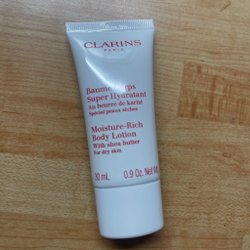 CLARINS
PARIS
Baume Corps
Super Hydratant
Au beurre de karité
Spécial peaux sèches
Moisture-Rich
Body Lotion
With shea butter
For dry skin
30 mL 0.9 Oz. Net Wt.